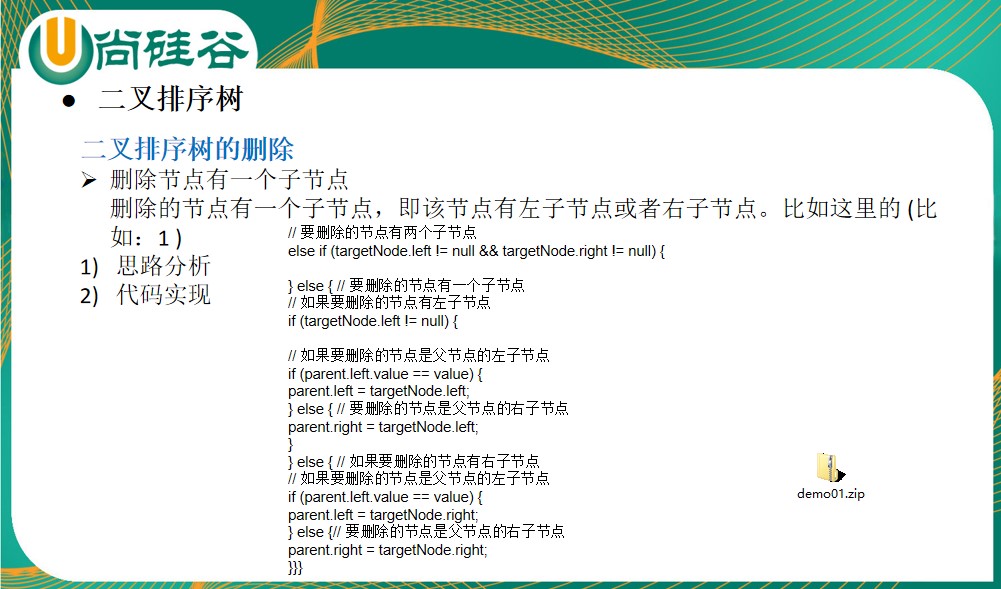 尚硅谷
● 二叉排序树
二叉排序树的删除
➢ 删除节点有一个子节点
删除的节点有一个子节点，即该节点有左子节点或者右子节点。比如这里的 (比
如：1 )
1) 思路分析
2) 代码实现
// 要删除的节点有两个子节点
else if (targetNode.left != null && targetNode.right != null) {
} else { // 要删除的节点有一个子节点
// 如果要删除的节点有左子节点
if (targetNode.left != null) {
// 如果要删除的节点是父节点的左子节点
if (parent.left.value == value) {
parent.left = targetNode.left;
} else { // 要删除的节点是父节点的右子节点
parent.right = targetNode.left;
}
} else { // 如果要删除的节点有右子节点
// 如果要删除的节点是父节点的左子节点
if (parent.left.value == value) {
parent.left = targetNode.right;
} else {// 要删除的节点是父节点的右子节点
parent.right = targetNode.right;
}}}
demo01.zip